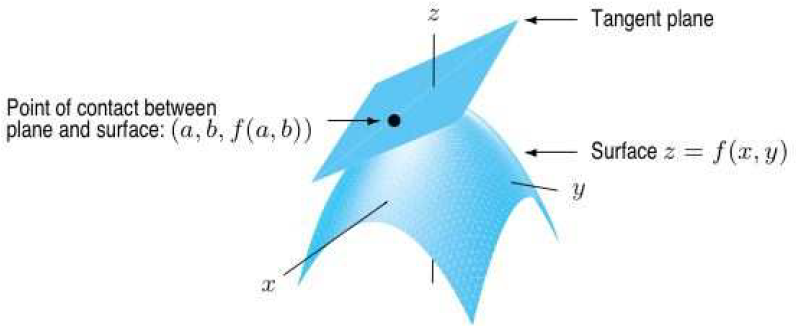 z
Tangent plane
Point of contact between
plane and surface: (a, b, f(a, b))
Surface z = f(x, y)
y
x